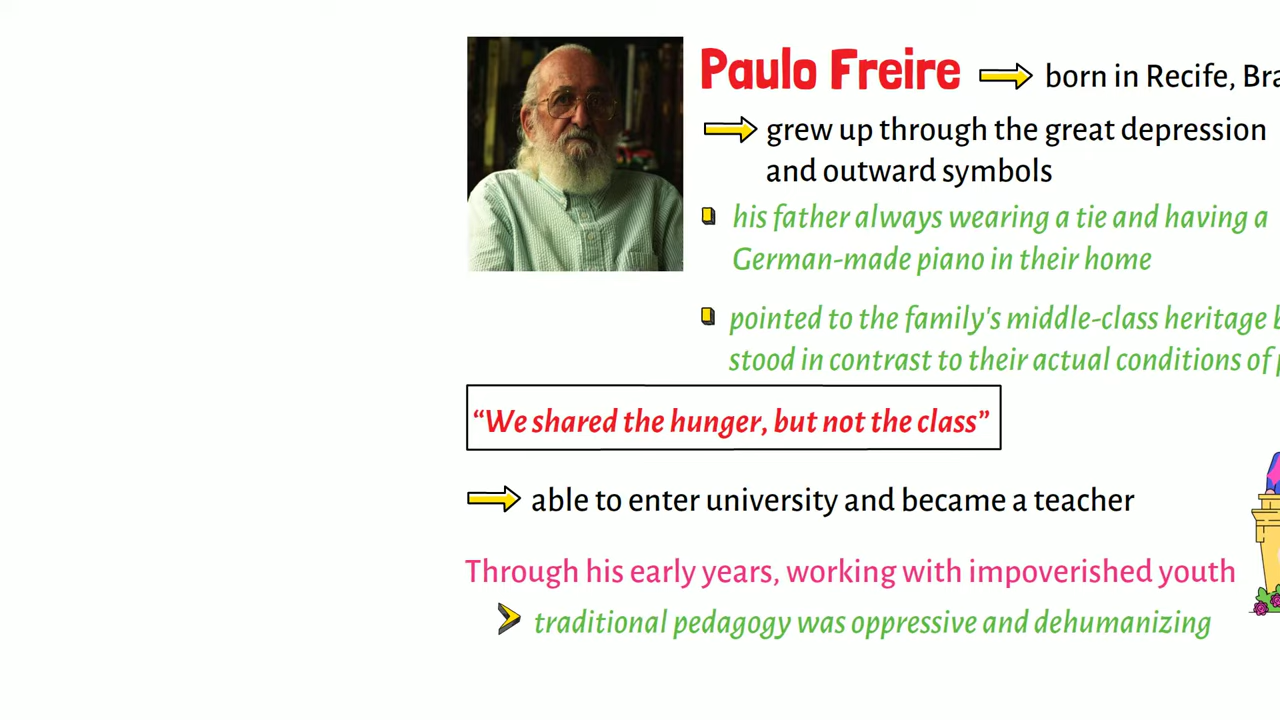 Paulo Freire born in Recife,
grew up through the great depression
and outward symbols
his father always wearing a tie and having a
German-made piano in their home
pointed to the family's middle-class heritage
stood in contrast to their actual conditions of
“We shared the hunger, but not the class”
able to enter university and became a teacher
Through his early years, working with impoverished youth
traditional pedagogy was oppressive and dehumanizing